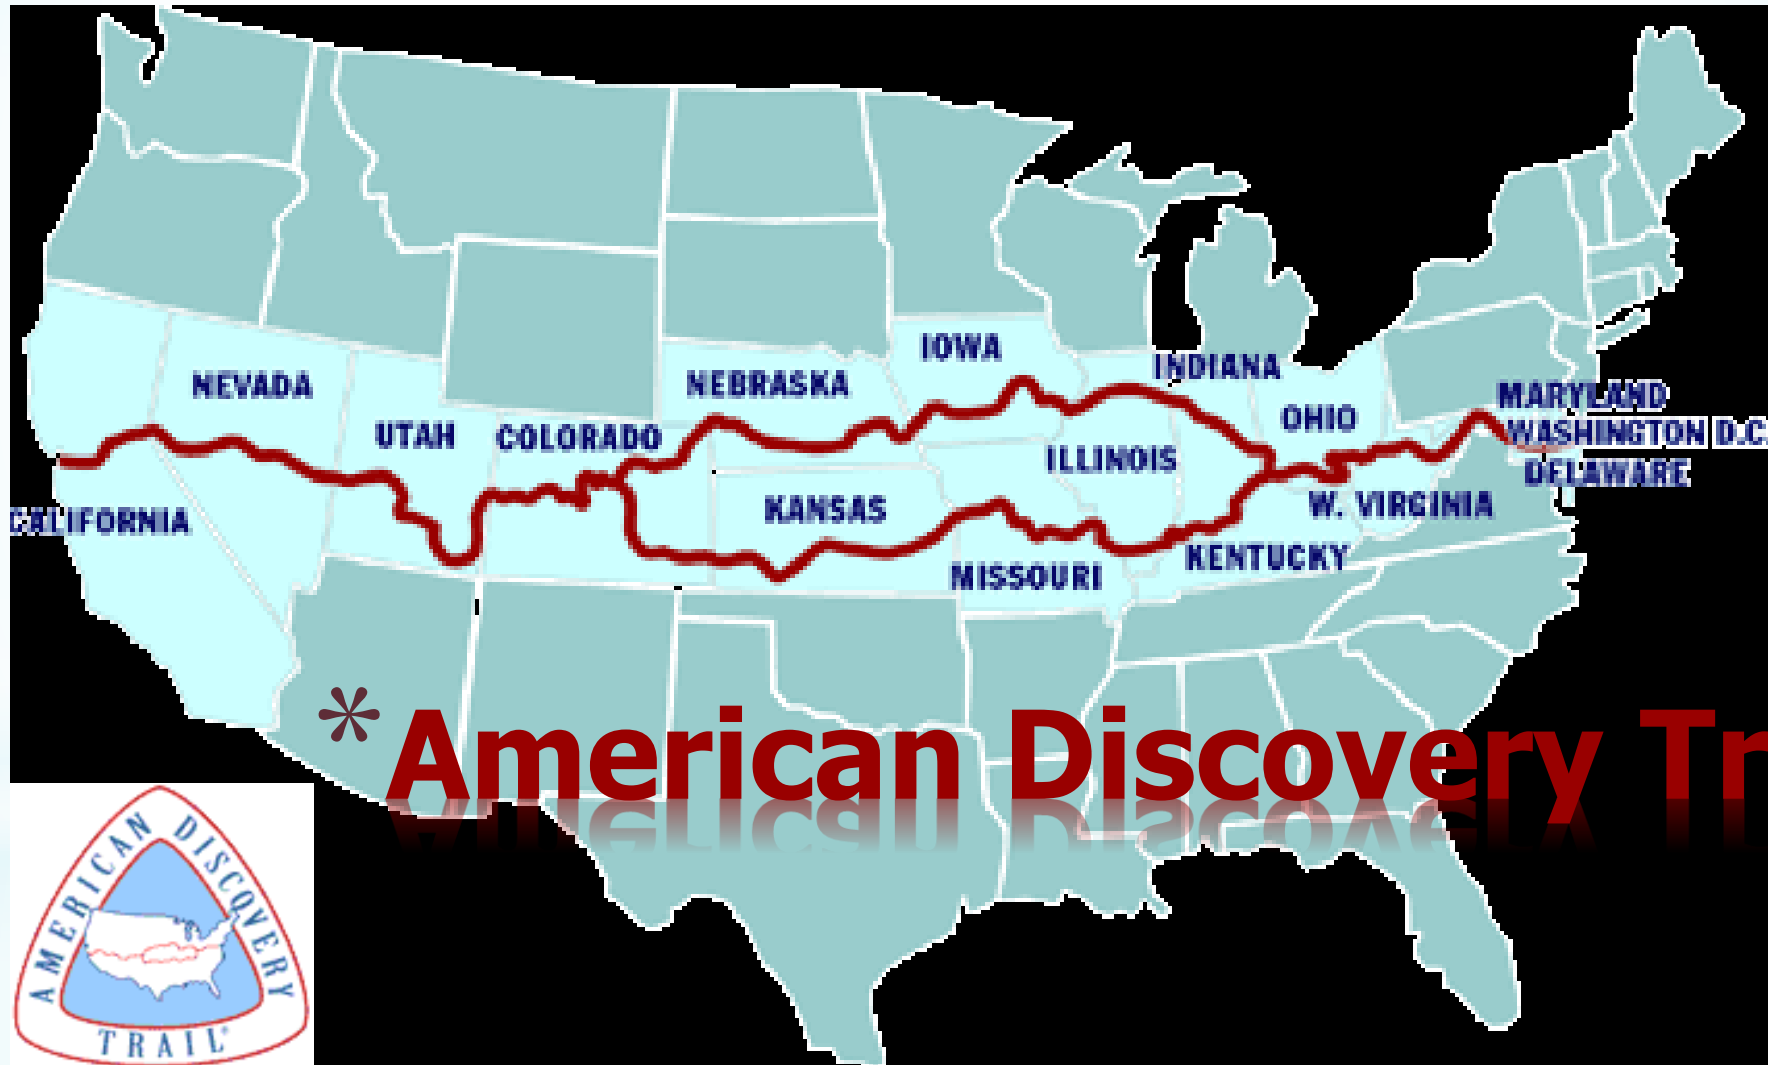 IOWA
INDIANA
NEVADA
NEBRASKA
MARYLAND
OHIO
UTAH
COLORADO
WASHINGTON D.C.
ILLINOIS
DELAWARE
KANSAS
W. VIRGINIA
CALIFORNIA
KENTUCKY
MISSOURI
*American Discovery Tr
AMERICAN DISCOVERY
TRAIL®